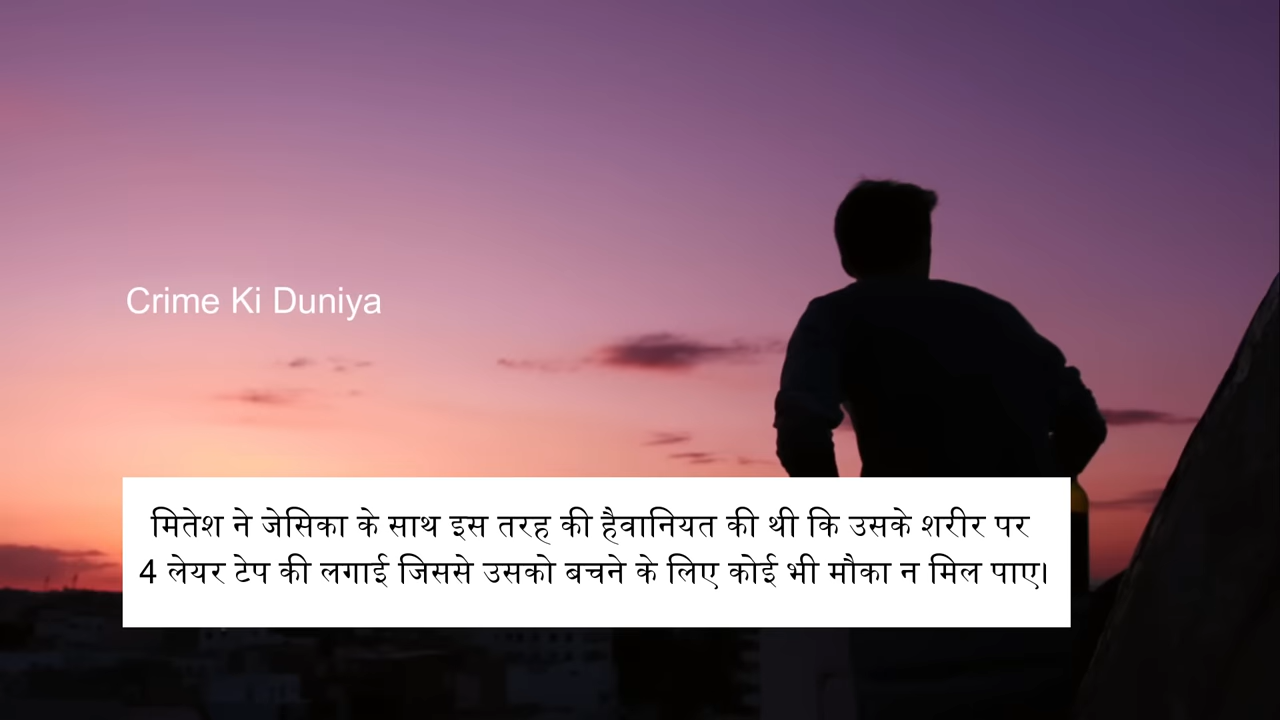 Crime Ki Duniya
मितेश ने जेसिका के साथ इस तरह की हैवानियत की थी कि उसके शरीर पर
4 लेयर टेप की लगाई जिससे उसको बचने के लिए कोई भी मौका न मिल पाए।